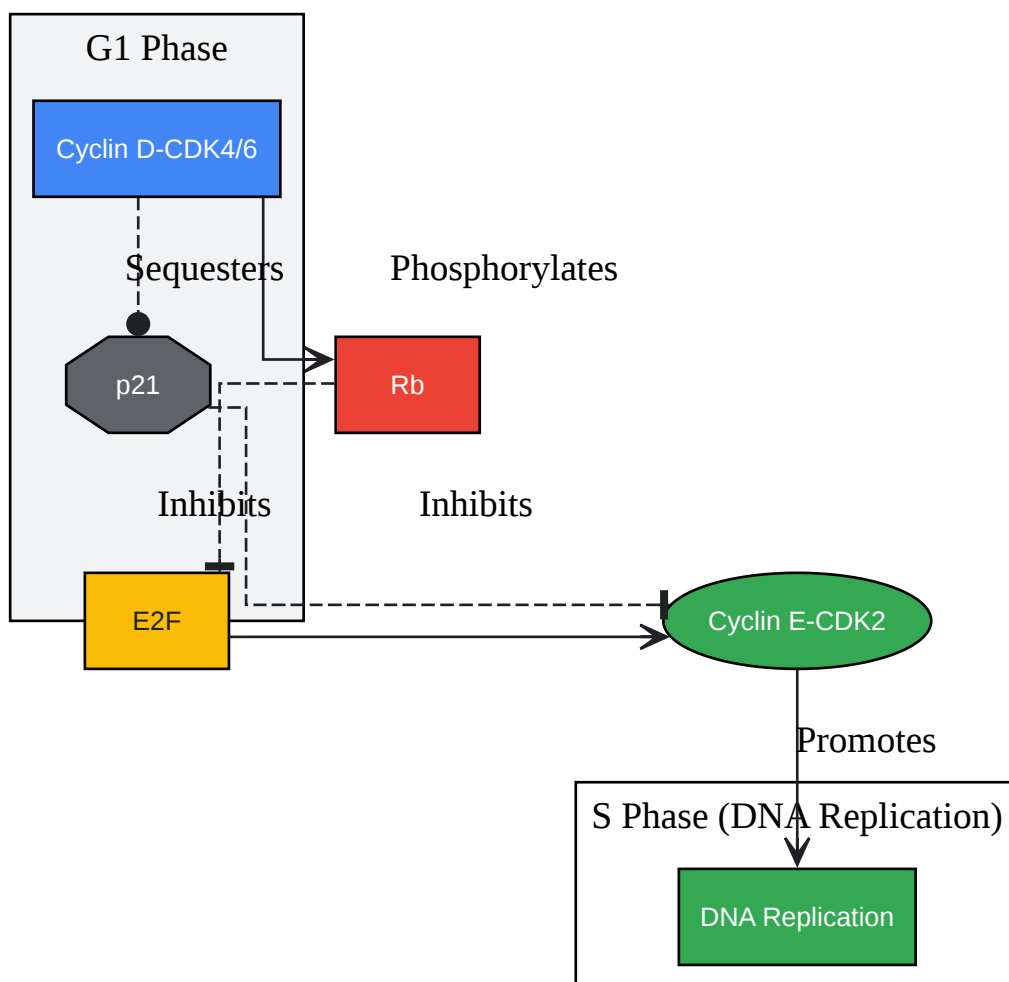 G1 Phase
Cyclin D-CDK4/6
Sequesters
Phosphorylates
p21
Rb
Inhibits
Inhibits
E2F
Cyclin E-CDK2
Promotes
S Phase (DNA Replication)
DNA Replication